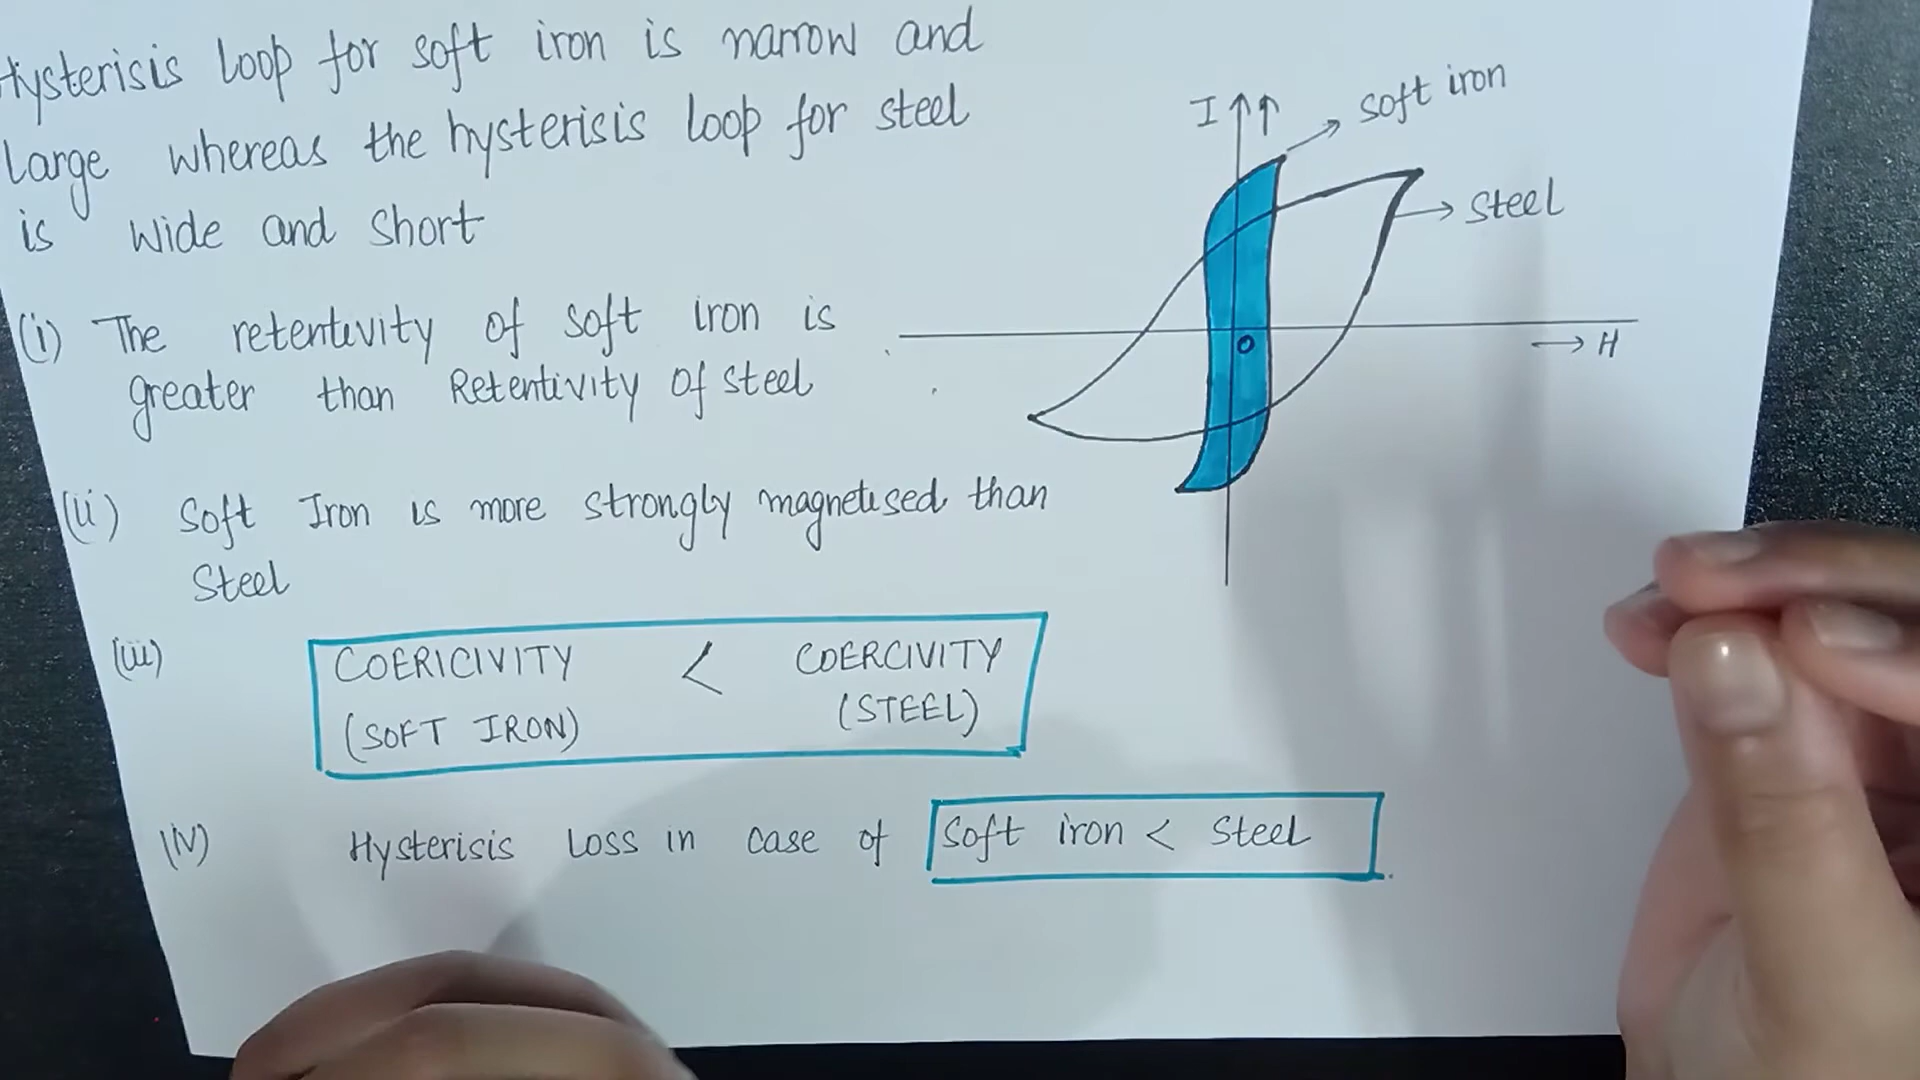 Hysterisis loop for soft iron is narrow and
large whereas the hysterisis loop for steel
is wide and short
(i) The retentivity of soft iron is
greater than Retentivity of steel
(ii) Soft Iron is more strongly magnetised than
Steel
(iii) COERICIVITY < COERCIVITY
(SOFT IRON) (STEEL)
(iv) Hysterisis Loss in case of Soft iron < Steel
I
soft iron
steel
O
H